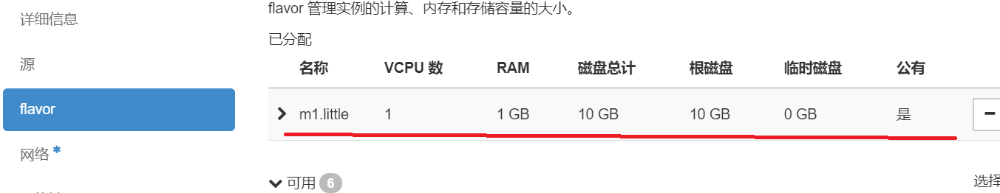 详细信息
源
flavor
网络 *
flavor 管理实例的计算、内存和存储容量的大小。
已分配
名称 VCPU 数 RAM 磁盘总计 根磁盘 临时磁盘 公有
m1.little 1 1 GB 10 GB 10 GB 0 GB 是
可用 6
选择